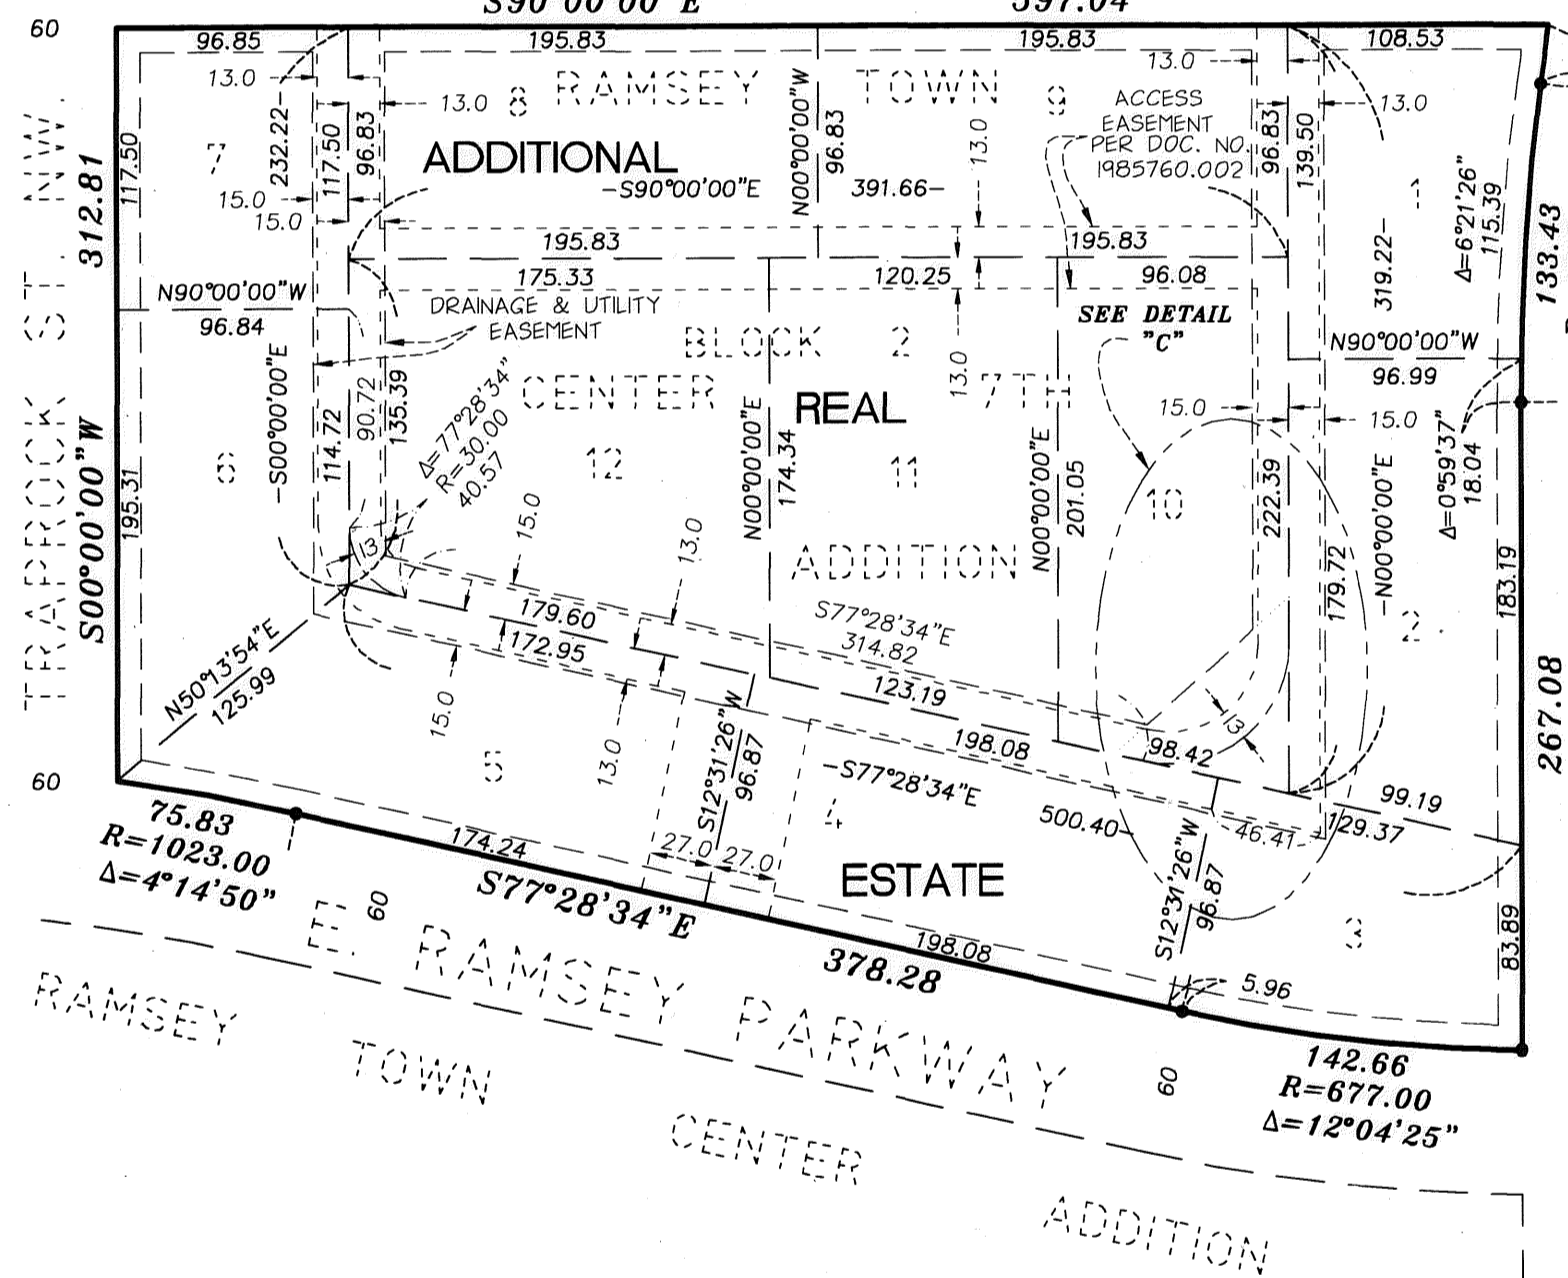 S90°00'00"E 597.04
60
96.85
195.83
195.83
108.53
13.0
13.0
13.0
13.0
8 RAMSEY TOWN 9
ACCESS
EASEMENT
PER DOC. NO.
1985760.002
N00°00'00"W
96.83
13.0
TRAPROCK ST. NW.
S00°00'00"W 312.81
117.50
7
232.22
117.50
96.83
96.83
139.50
ADDITIONAL
S90°00'00"E 391.66
15.0
15.0
1
319.22
Δ=6°21'26"
115.39
133.43
195.83
195.83
175.33
120.25
96.08
N90°00'00"W
96.84
DRAINAGE & UTILITY
EASEMENT
SEE DETAIL
"C"
BLOCK 2
N90°00'00"W
96.99
13.0
CENTER 7TH
REAL
S00°00'00"E
114.72
90.72
135.39
Δ=77°28'34"
R=30.00
40.57
15.0
15.0
6
12
11
10
195.31
N00°00'00"E
174.34
N00°00'00"E
201.05
222.39
179.72
N00°00'00"E
Δ=0°59'37"
18.04
183.19
13
15.0
13.0
ADDITION
179.60
172.95
S77°28'34"E
314.82
2
N50°13'54"E
125.99
123.19
198.08
98.42
13
267.08
15.0
13.0
5
S12°31'26"W
96.87
S77°28'34"E 500.40
4
99.19
129.37
46.41
60
75.83
R=1023.00
Δ=4°14'50"
174.24
27.0 27.0
ESTATE
S12°31'26"W
96.87
3
83.89
S77°28'34"E 378.28
198.08
5.96
60
E. RAMSEY PARKWAY
60
142.66
R=677.00
Δ=12°04'25"
RAMSEY TOWN CENTER ADDITION